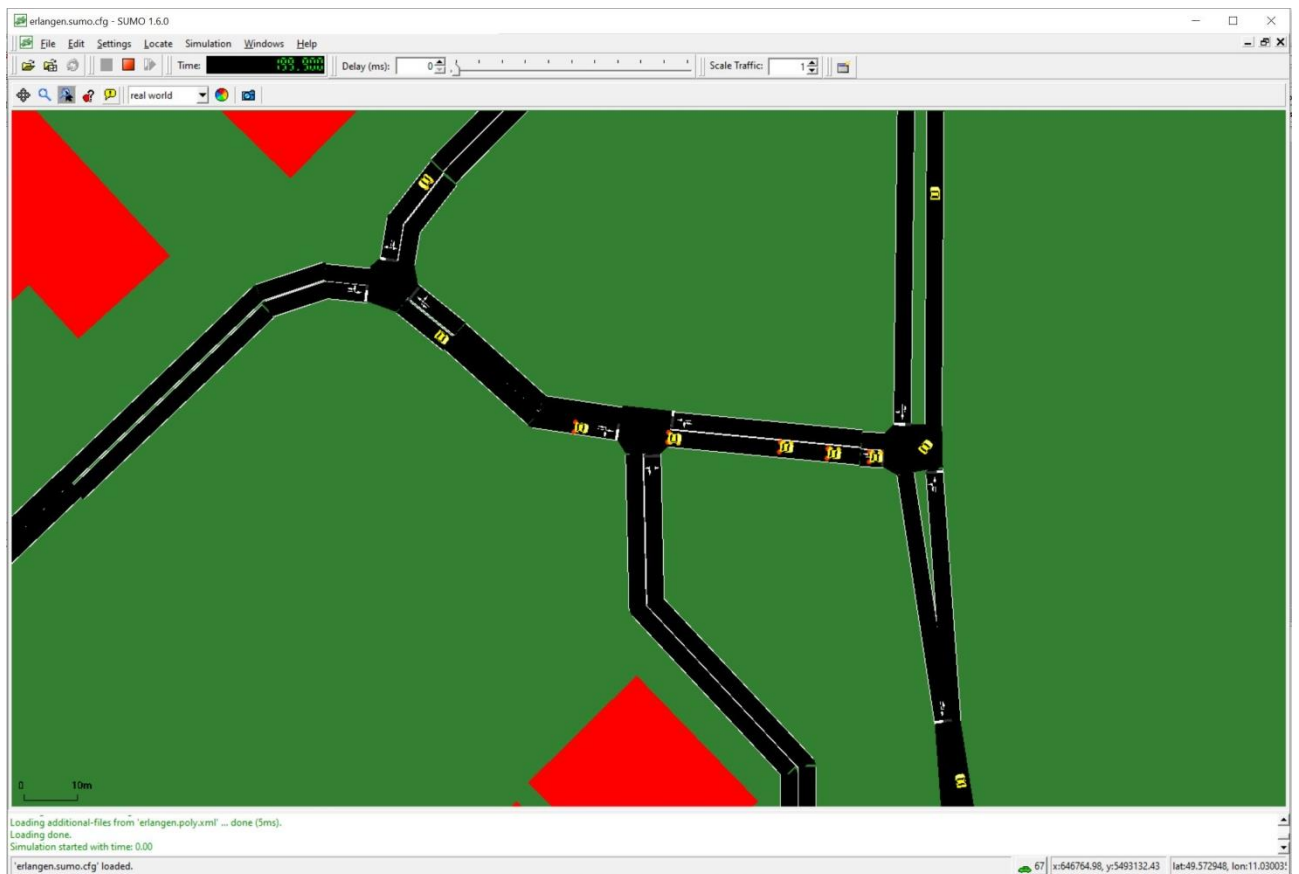 erlangen.sumo.cfg - SUMO 1.6.0
File Edit Settings Locate Simulation Windows Help
Time: 199.900 Delay (ms): 0 Scale Traffic: 1
real world
0 10m
Loading additional-files from 'erlangen.poly.xml' ... done (5ms).
Loading done.
Simulation started with time: 0.00
'erlangen.sumo.cfg' loaded. 67 x:646764.98, y:5493132.43 lat:49.572948, lon:11.03003